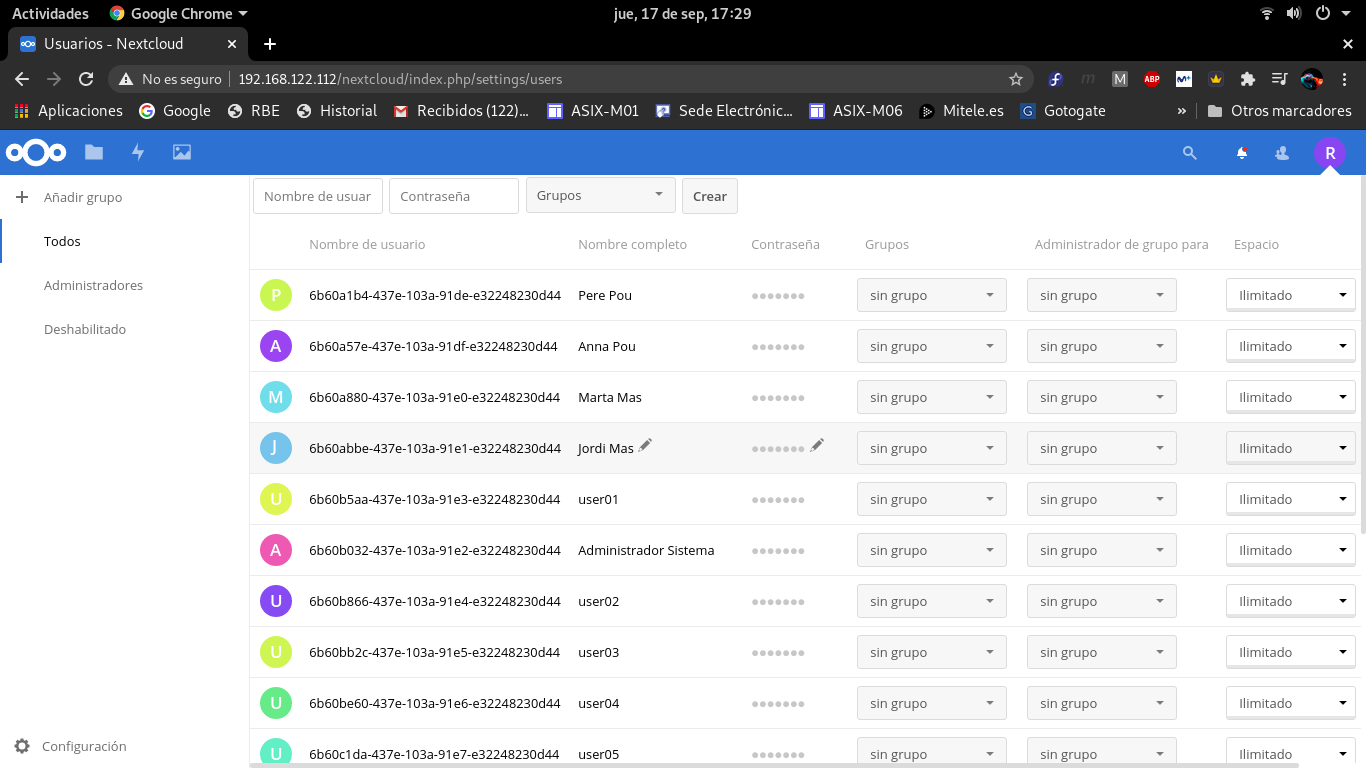 Actividades Google Chrome jue, 17 de sep, 17:29
Usuarios - Nextcloud
No es seguro 192.168.122.112/nextcloud/index.php/settings/users
Aplicaciones Google RBE Historial Recibidos (122)... ASIX-M01 Sede Electrónic... ASIX-M06 Mitele.es Gotogate » Otros marcadores
R
Añadir grupo
Todos
Administradores
Deshabilitado
Configuración
Nombre de usuar Contraseña Grupos Crear
Nombre de usuario Nombre completo Contraseña Grupos Administrador de grupo para Espacio
P 6b60a1b4-437e-103a-91de-e32248230d44 Pere Pou ●●●●●●● sin grupo sin grupo Ilimitado
A 6b60a57e-437e-103a-91df-e32248230d44 Anna Pou ●●●●●●● sin grupo sin grupo Ilimitado
M 6b60a880-437e-103a-91e0-e32248230d44 Marta Mas ●●●●●●● sin grupo sin grupo Ilimitado
J 6b60abbe-437e-103a-91e1-e32248230d44 Jordi Mas ●●●●●●● sin grupo sin grupo Ilimitado
U 6b60b5aa-437e-103a-91e3-e32248230d44 user01 ●●●●●●● sin grupo sin grupo Ilimitado
A 6b60b032-437e-103a-91e2-e32248230d44 Administrador Sistema ●●●●●●● sin grupo sin grupo Ilimitado
U 6b60b866-437e-103a-91e4-e32248230d44 user02 ●●●●●●● sin grupo sin grupo Ilimitado
U 6b60bb2c-437e-103a-91e5-e32248230d44 user03 ●●●●●●● sin grupo sin grupo Ilimitado
U 6b60be60-437e-103a-91e6-e32248230d44 user04 ●●●●●●● sin grupo sin grupo Ilimitado
U 6b60c1da-437e-103a-91e7-e32248230d44 user05 ●●●●●●● sin grupo sin grupo Ilimitado